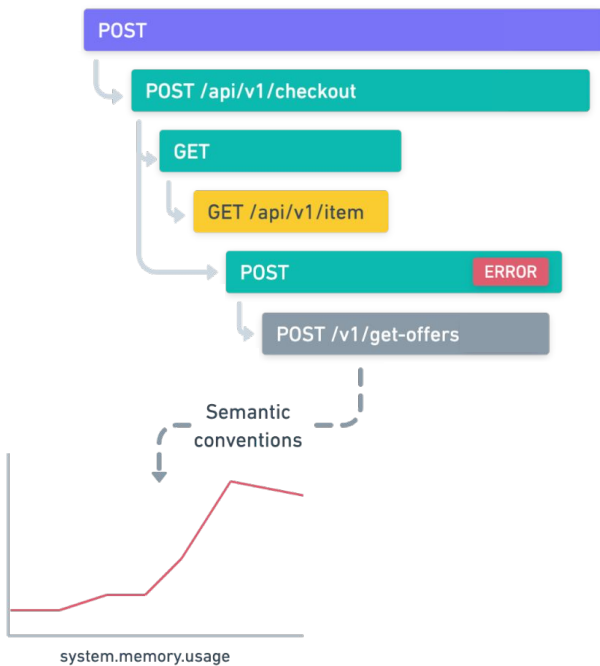 POST
POST /api/v1/checkout
GET
GET /api/v1/item
POST ERROR
POST /v1/get-offers
Semantic
conventions
system.memory.usage